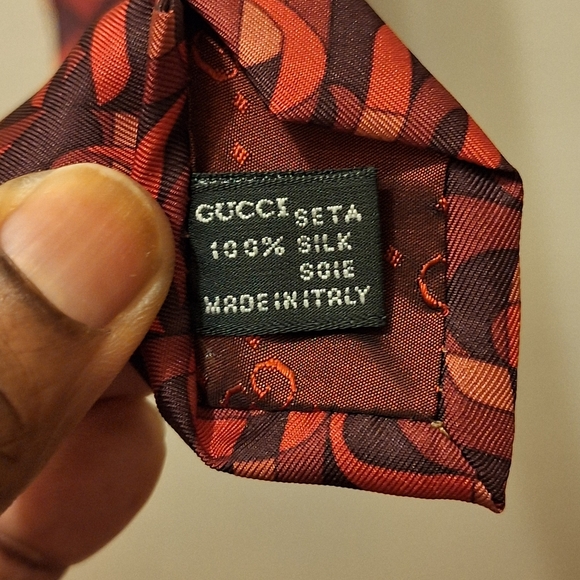 GUCCI SETA
100% SILK
SOIE
MADE IN ITALY